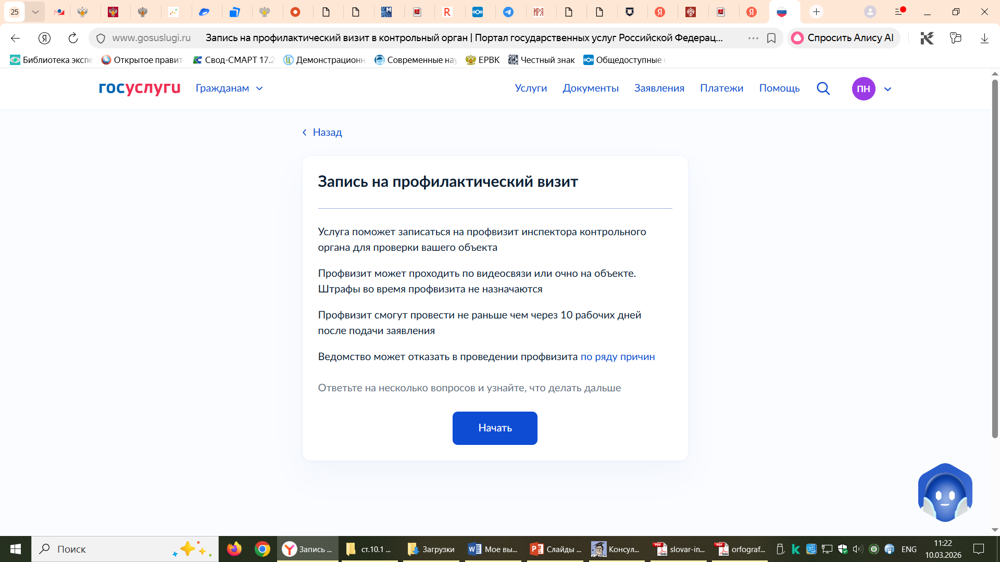 25
www.gosuslugi.ru Запись на профилактический визит в контрольный орган | Портал государственных услуг Российской Федерац... Спросить Алису AI
Библиотека экспе Открытое правит Свод-СМАРТ 17.2 Демонстрационн Современные нау ЕРВК Честный знак Общедоступные
госуслуги Гражданам Услуги Документы Заявления Платежи Помощь ПН
Назад
Запись на профилактический визит
Услуга поможет записаться на профвизит инспектора контрольного
органа для проверки вашего объекта
Профвизит может проходить по видеосвязи или очно на объекте.
Штрафы во время профвизита не назначаются
Профвизит смогут провести не раньше чем через 10 рабочих дней
после подачи заявления
Ведомство может отказать в проведении профвизита по ряду причин
Ответьте на несколько вопросов и узнайте, что делать дальше
Начать
Поиск Запись ... ст.10.1 ... Загрузки Мое вы... Слайды ... Консул... slovar-in... orfograf... ENG 11:22
10.03.2026